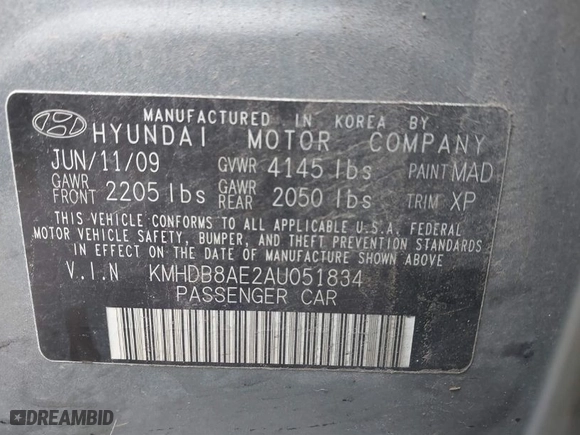 MANUFACTURED IN KOREA BY
HYUNDAI MOTOR COMPANY
JUN/11/09 GVWR 4145 lbs PAINT MAD
GAWR FRONT 2205 lbs GAWR REAR 2050 lbs TRIM XP
THIS VEHICLE CONFORMS TO ALL APPLICABLE U.S.A. FEDERAL
MOTOR VEHICLE SAFETY, BUMPER, AND THEFT PREVENTION STANDARDS
IN EFFECT ON THE DATE OF MANUFACTURE SHOWN ABOVE
V.I.N KMHDB8AE2AU051834
PASSENGER CAR
DREAMBID